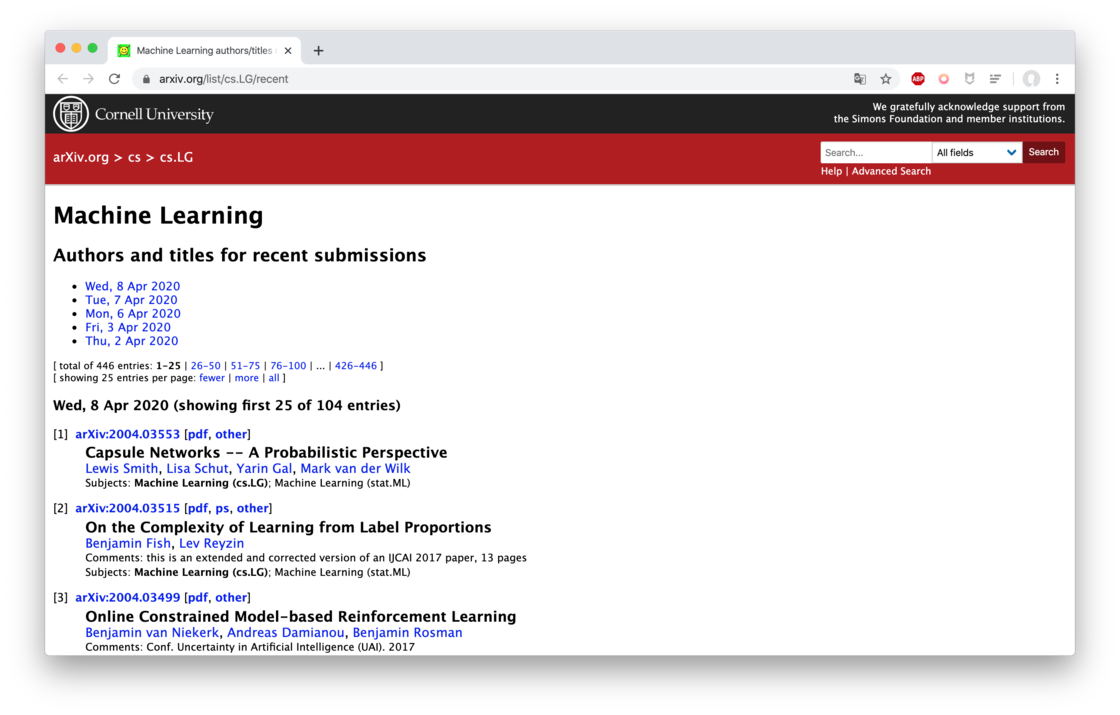 Machine Learning authors/titles
arxiv.org/list/cs.LG/recent
ABP
Cornell University
We gratefully acknowledge support from
the Simons Foundation and member institutions.
arXiv.org > cs > cs.LG
Search...
All fields
Search
Help | Advanced Search
Machine Learning
Authors and titles for recent submissions
• Wed, 8 Apr 2020
• Tue, 7 Apr 2020
• Mon, 6 Apr 2020
• Fri, 3 Apr 2020
• Thu, 2 Apr 2020
[ total of 446 entries: 1-25 | 26-50 | 51-75 | 76-100 | ... | 426-446 ]
[ showing 25 entries per page: fewer | more | all ]
Wed, 8 Apr 2020 (showing first 25 of 104 entries)
[1] arXiv:2004.03553 [pdf, other]
Capsule Networks -- A Probabilistic Perspective
Lewis Smith, Lisa Schut, Yarin Gal, Mark van der Wilk
Subjects: Machine Learning (cs.LG); Machine Learning (stat.ML)
[2] arXiv:2004.03515 [pdf, ps, other]
On the Complexity of Learning from Label Proportions
Benjamin Fish, Lev Reyzin
Comments: this is an extended and corrected version of an IJCAI 2017 paper, 13 pages
Subjects: Machine Learning (cs.LG); Machine Learning (stat.ML)
[3] arXiv:2004.03499 [pdf, other]
Online Constrained Model-based Reinforcement Learning
Benjamin van Niekerk, Andreas Damianou, Benjamin Rosman
Comments: Conf. Uncertainty in Artificial Intelligence (UAI). 2017